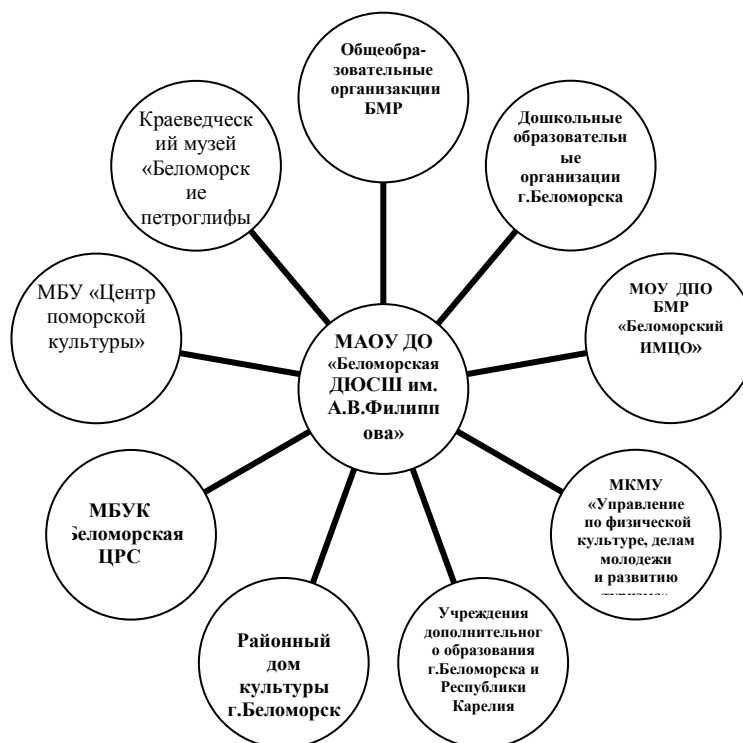 Общеобра-
зовательные
организакции
БМР
Дошкольные
образовательн
ые
организации
г.Беломорска
МОУ ДПО
БМР
«Беломорский
ИМЦО»
МКМУ
«Управление
по физической
культуре, делам
молодежи
и развитию
туризма»
Учреждения
дополнительног
о образования
г.Беломорска и
Республики
Карелия
Районный
дом
культуры
г.Беломорск
МБУК
Беломорская
ЦРС
МБУ «Центр
поморской
культуры»
Краеведческ
ий музей
«Беломорск
ие
петроглифы
МАОУ ДО
«Беломорская
ДЮСШ им.
А.В.Филипп
ова»